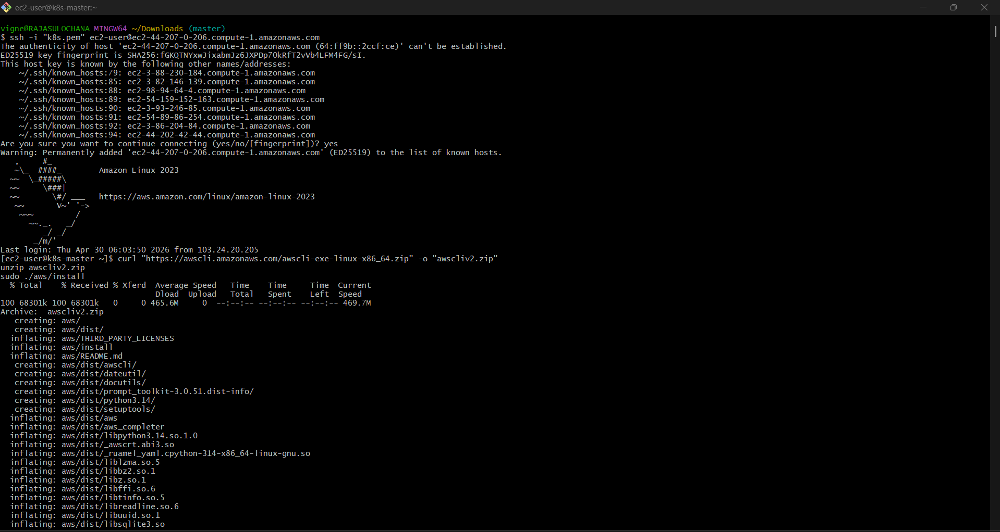 ec2-user@k8s-master:~
vigne@RAJASULOCHANA MINGW64 ~/Downloads (master)
$ ssh -i "k8s.pem" ec2-user@ec2-44-207-0-206.compute-1.amazonaws.com
The authenticity of host 'ec2-44-207-0-206.compute-1.amazonaws.com (64:ff9b::2ccf:ce)' can't be established.
ED25519 key fingerprint is SHA256:fGKQTNYxwJixabmJz6JXPDp7OkRfT2vVb4LFM4FG/sI.
This host key is known by the following other names/addresses:
    ~/.ssh/known_hosts:79: ec2-3-88-230-184.compute-1.amazonaws.com
    ~/.ssh/known_hosts:85: ec2-3-82-146-139.compute-1.amazonaws.com
    ~/.ssh/known_hosts:88: ec2-98-94-64-4.compute-1.amazonaws.com
    ~/.ssh/known_hosts:89: ec2-54-159-152-163.compute-1.amazonaws.com
    ~/.ssh/known_hosts:90: ec2-3-93-246-85.compute-1.amazonaws.com
    ~/.ssh/known_hosts:91: ec2-54-89-86-254.compute-1.amazonaws.com
    ~/.ssh/known_hosts:92: ec2-3-86-204-84.compute-1.amazonaws.com
    ~/.ssh/known_hosts:94: ec2-44-202-42-44.compute-1.amazonaws.com
Are you sure you want to continue connecting (yes/no/[fingerprint])? yes
Warning: Permanently added 'ec2-44-207-0-206.compute-1.amazonaws.com' (ED25519) to the list of known hosts.
   ,     #_
   ~\_  ####_        Amazon Linux 2023
  ~~  \_#####\
  ~~     \###|
  ~~       \#/ ___   https://aws.amazon.com/linux/amazon-linux-2023
   ~~       V~' '->
    ~~~         /
      ~~._.   _/
         _/ _/
       _/m/'
Last login: Thu Apr 30 06:03:50 2026 from 103.24.20.205
[ec2-user@k8s-master ~]$ curl "https://awscli.amazonaws.com/awscli-exe-linux-x86_64.zip" -o "awscliv2.zip"
unzip awscliv2.zip
sudo ./aws/install
  % Total    % Received % Xferd  Average Speed   Time    Time     Time  Current
                                 Dload  Upload   Total   Spent    Left  Speed
100 68301k 100 68301k   0     0 465.6M     0  --:--:-- --:--:-- --:--:-- 469.7M
Archive:  awscliv2.zip
   creating: aws/
   creating: aws/dist/
  inflating: aws/THIRD_PARTY_LICENSES
  inflating: aws/install
  inflating: aws/README.md
   creating: aws/dist/awscli/
   creating: aws/dist/dateutil/
   creating: aws/dist/docutils/
   creating: aws/dist/prompt_toolkit-3.0.51.dist-info/
   creating: aws/dist/python3.14/
   creating: aws/dist/setuptools/
  inflating: aws/dist/aws
  inflating: aws/dist/aws_completer
  inflating: aws/dist/libpython3.14.so.1.0
  inflating: aws/dist/_awscrt.abi3.so
  inflating: aws/dist/_ruamel_yaml.cpython-314-x86_64-linux-gnu.so
  inflating: aws/dist/liblzma.so.5
  inflating: aws/dist/libbz2.so.1
  inflating: aws/dist/libz.so.1
  inflating: aws/dist/libffi.so.6
  inflating: aws/dist/libtinfo.so.5
  inflating: aws/dist/libreadline.so.6
  inflating: aws/dist/libuuid.so.1
  inflating: aws/dist/libsqlite3.so